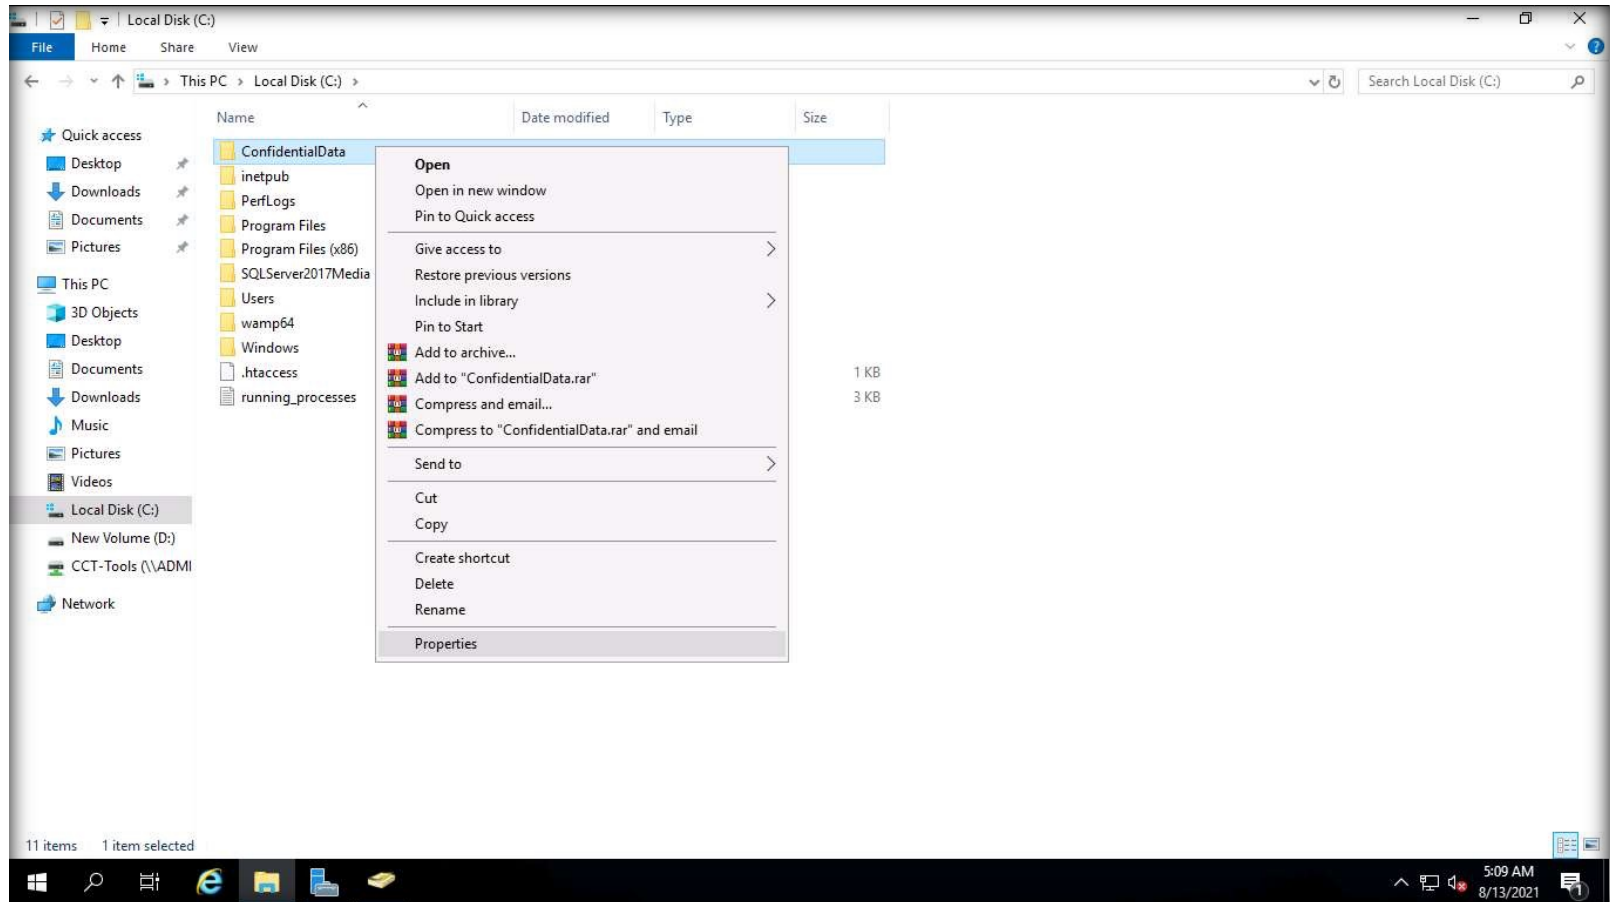 Local Disk (C:)
File Home Share View
This PC > Local Disk (C:) >
Search Local Disk (C:)
Name Date modified Type Size
Quick access
Desktop
Downloads
Documents
Pictures
This PC
3D Objects
Desktop
Documents
Downloads
Music
Pictures
Videos
Local Disk (C:)
New Volume (D:)
CCT-Tools (\\ADMI
Network
ConfidentialData
inetpub
PerfLogs
Program Files
Program Files (x86)
SQLServer2017Media
Users
wamp64
Windows
.htaccess 1 KB
running_processes 3 KB
Open
Open in new window
Pin to Quick access
Give access to
Restore previous versions
Include in library
Pin to Start
Add to archive...
Add to "ConfidentialData.rar"
Compress and email...
Compress to "ConfidentialData.rar" and email
Send to
Cut
Copy
Create shortcut
Delete
Rename
Properties
11 items 1 item selected
5:09 AM
8/13/2021
1